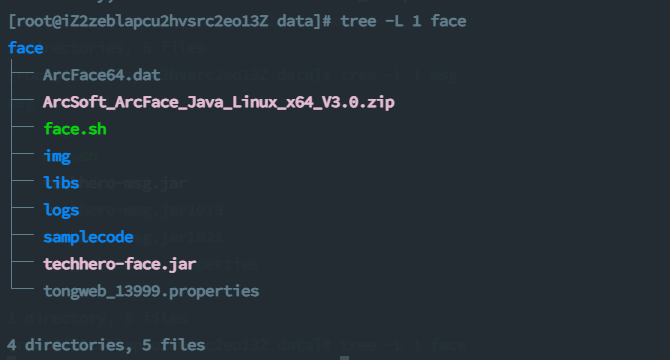 [root@iZ2zeblapcu2hvsrc2eo13Z data]# tree -L 1 face
face
├── ArcFace64.dat
├── ArcSoft_ArcFace_Java_Linux_x64_V3.0.zip
├── face.sh
├── img
├── libs
├── logs
├── samplecode
├── techhero-face.jar
└── tongweb_13999.properties
4 directories, 5 files